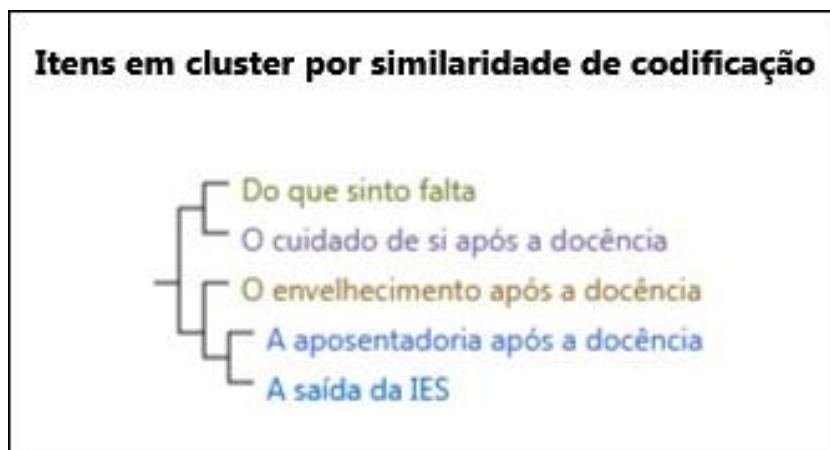 Itens em cluster por similaridade de codificação
Do que sinto falta
O cuidado de si após a docência
O envelhecimento após a docência
A aposentadoria após a docência
A saída da IES